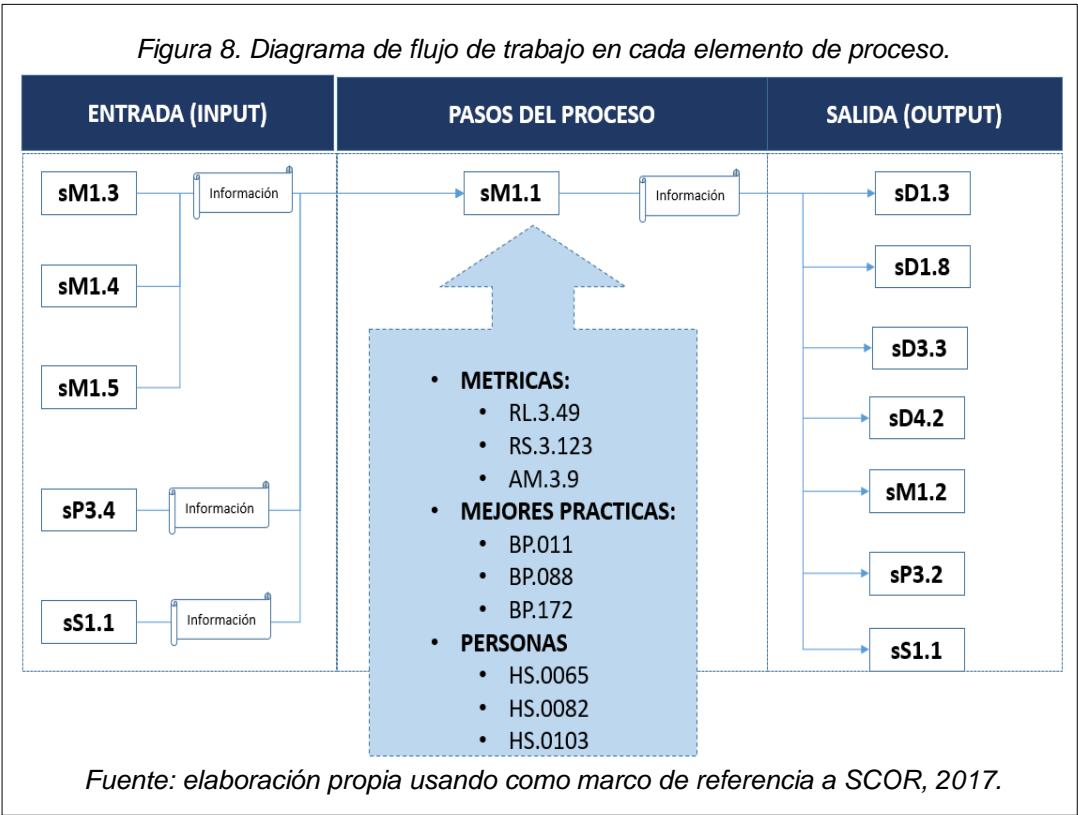 Figura 8. Diagrama de flujo de trabajo en cada elemento de proceso.
ENTRADA (INPUT)
PASOS DEL PROCESO
SALIDA (OUTPUT)
sM1.3
Información
sM1.4
sM1.5
sP3.4
Información
sS1.1
Información
sM1.1
Información
• METRICAS:
• RL.3.49
• RS.3.123
• AM.3.9
• MEJORES PRACTICAS:
• BP.011
• BP.088
• BP.172
• PERSONAS
• HS.0065
• HS.0082
• HS.0103
sD1.3
sD1.8
sD3.3
sD4.2
sM1.2
sP3.2
sS1.1
Fuente: elaboración propia usando como marco de referencia a SCOR, 2017.